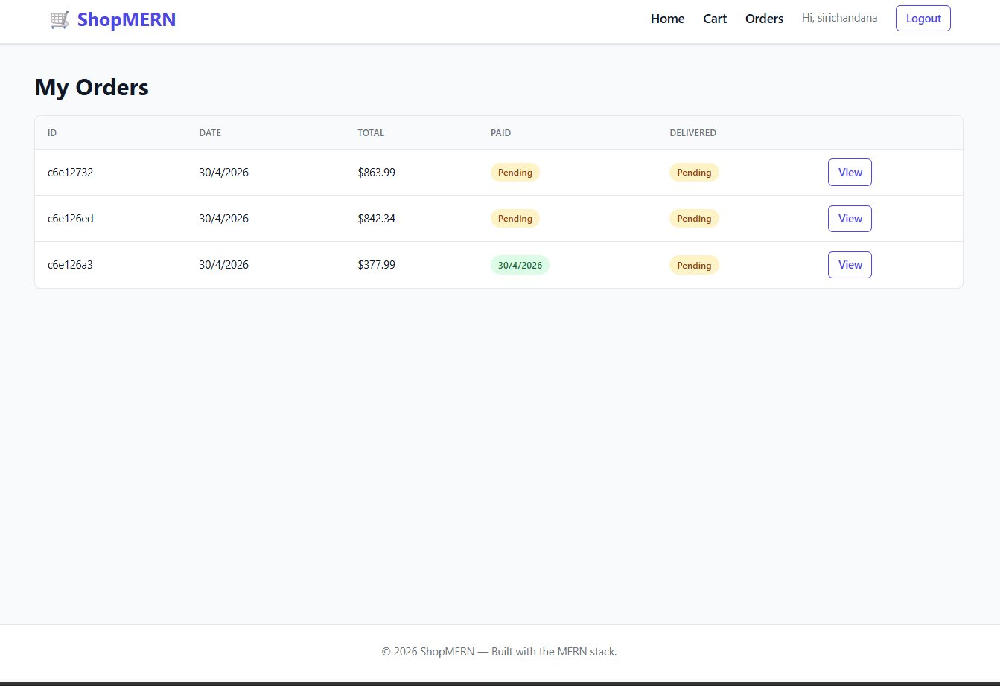 ShopMERN Home Cart Orders Hi, sirichandana Logout
My Orders
ID DATE TOTAL PAID DELIVERED
c6e12732 30/4/2026 $863.99 Pending Pending View
c6e126ed 30/4/2026 $842.34 Pending Pending View
c6e126a3 30/4/2026 $377.99 30/4/2026 Pending View
© 2026 ShopMERN — Built with the MERN stack.